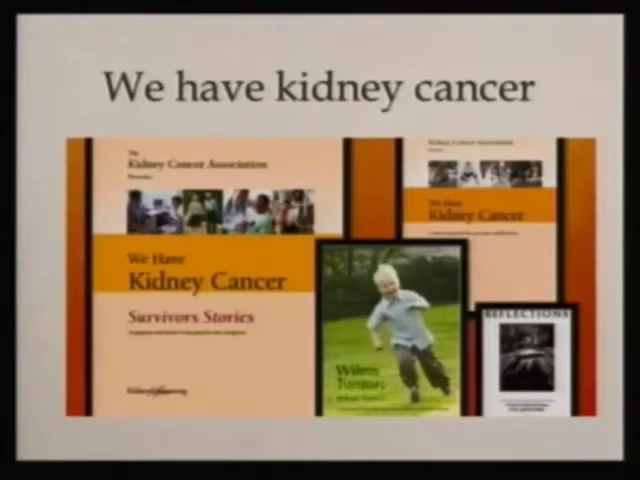 We have kidney cancer
The
Kidney Cancer Association
Presents...
We Have
Kidney Cancer
Survivors Stories
Kidney Cancer Association
We Have
Kidney Cancer
Wilms
Tumor
REFLECTIONS